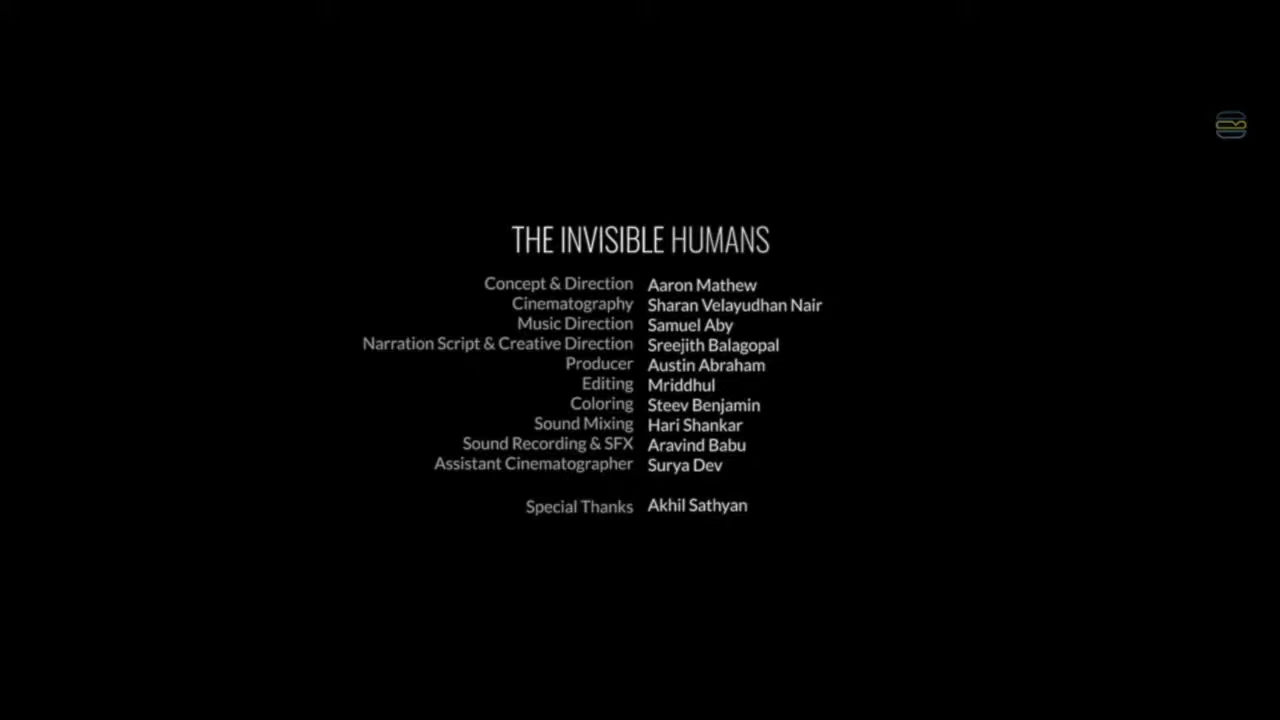 THE INVISIBLE HUMANS
Concept & Direction Aaron Mathew
Cinematography Sharan Velayudhan Nair
Music Direction Samuel Aby
Narration Script & Creative Direction Sreejith Balagopal
Producer Austin Abraham
Editing Mriddhul
Coloring Steev Benjamin
Sound Mixing Hari Shankar
Sound Recording & SFX Aravind Babu
Assistant Cinematographer Surya Dev
Special Thanks Akhil Sathyan